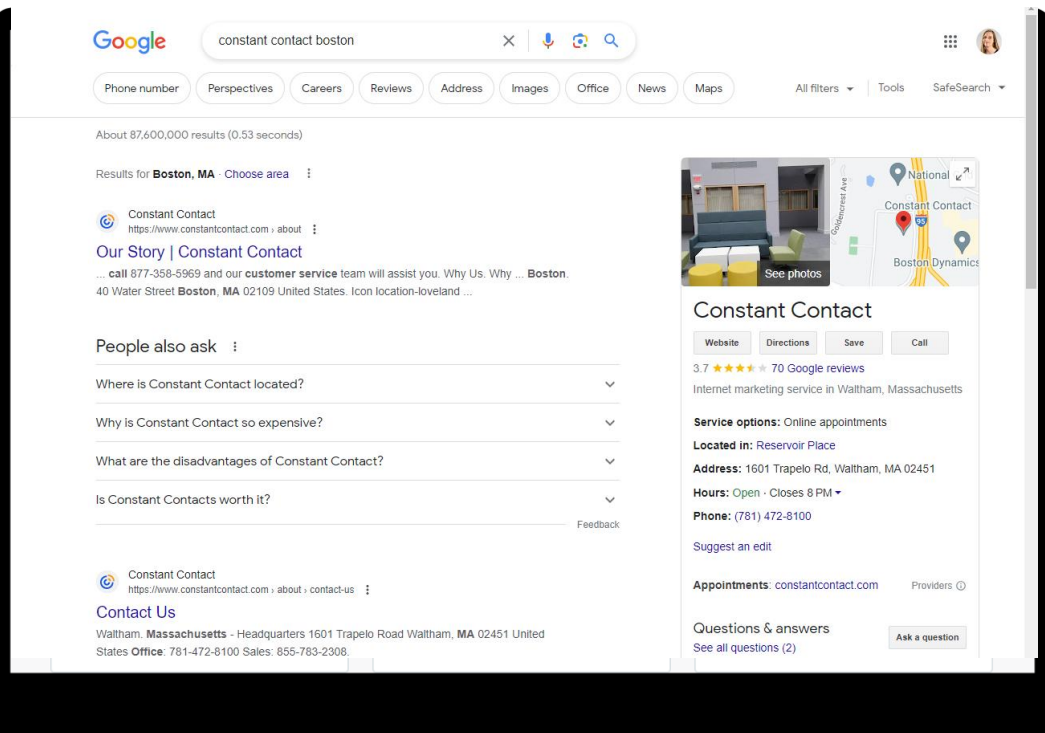 Google
constant contact boston
Phone number
Perspectives
Careers
Reviews
Address
Images
Office
News
Maps
All filters
Tools
SafeSearch
About 87,600,000 results (0.53 seconds)
Results for Boston, MA · Choose area
Constant Contact
https://www.constantcontact.com › about
Our Story | Constant Contact
... call 877-358-5969 and our customer service team will assist you. Why Us. Why ... Boston.
40 Water Street Boston, MA 02109 United States. Icon location-loveland ...
People also ask
Where is Constant Contact located?
Why is Constant Contact so expensive?
What are the disadvantages of Constant Contact?
Is Constant Contacts worth it?
Feedback
Constant Contact
https://www.constantcontact.com › about › contact-us
Contact Us
Waltham. Massachusetts - Headquarters 1601 Trapelo Road Waltham, MA 02451 United
States Office: 781-472-8100 Sales: 855-783-2308.
See photos
Goldencrest Ave
National
Constant Contact
95
Boston Dynamics
Constant Contact
Website
Directions
Save
Call
3.7 70 Google reviews
Internet marketing service in Waltham, Massachusetts
Service options: Online appointments
Located in: Reservoir Place
Address: 1601 Trapelo Rd, Waltham, MA 02451
Hours: Open · Closes 8 PM
Phone: (781) 472-8100
Suggest an edit
Appointments: constantcontact.com
Providers
Questions & answers
See all questions (2)
Ask a question